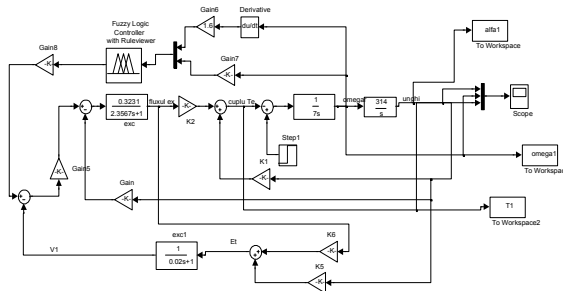 Gain6
Derivative
Fuzzy Logic
Controller
with Ruleviewer
1.6
du/dt
alfa1
To Workspace
Gain8
-K-
Gain7
-K-
0.3231
2.3567s+1
exc
fluxul ex
-K-
K2
cuplu Te
1
7s
omegar
314
s
unghi
Scope
Step1
-K-
Gain5
K1
-K-
omega1
To Workspace
Gain
-K-
T1
To Workspace2
exc1
1
0.02s+1
V1
Et
K6
-K-
K5
-K-